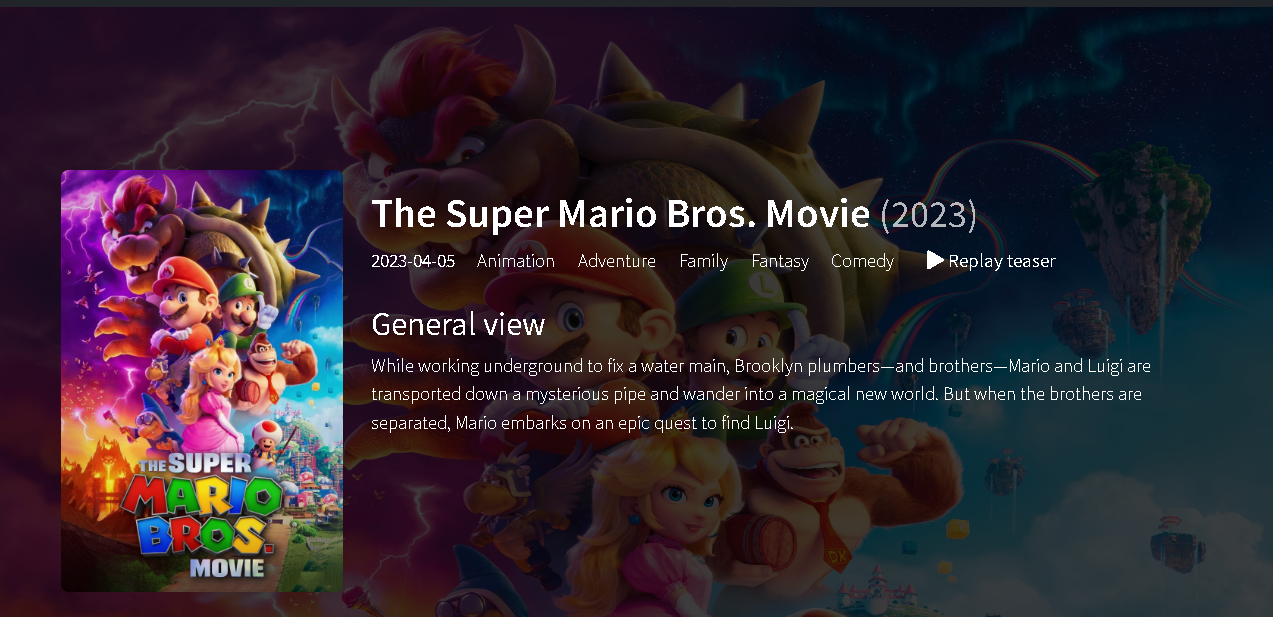 The Super Mario Bros. Movie (2023)
2023-04-05 Animation Adventure Family Fantasy Comedy Replay teaser
General view
While working underground to fix a water main, Brooklyn plumbers—and brothers—Mario and Luigi are
transported down a mysterious pipe and wander into a magical new world. But when the brothers are
separated, Mario embarks on an epic quest to find Luigi.
THE SUPER
MARIO
BROS.
MOVIE
DK